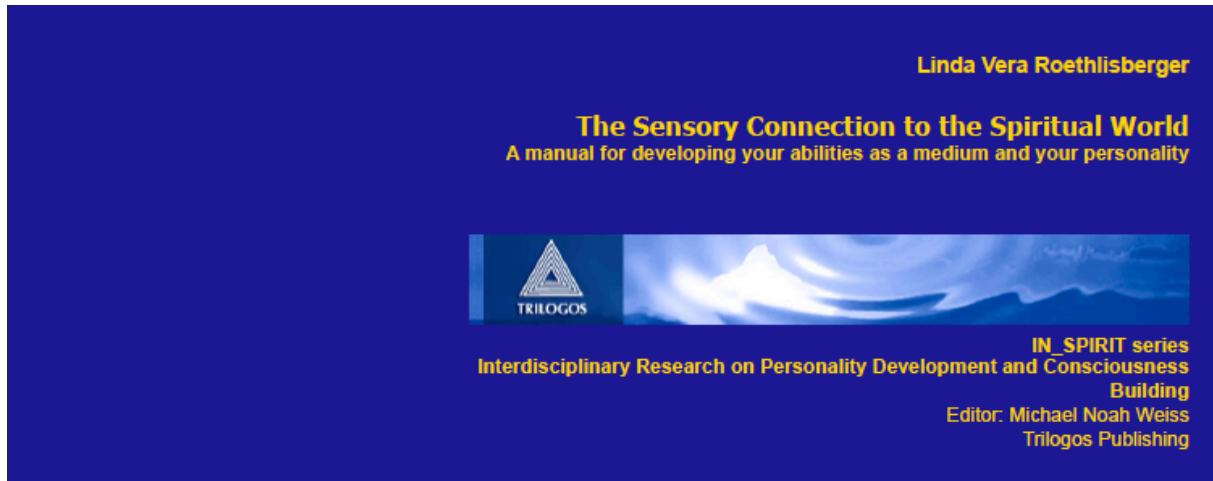 Linda Vera Roethlisberger
The Sensory Connection to the Spiritual World
A manual for developing your abilities as a medium and your personality
TRILOGOS
IN_SPIRIT series
Interdisciplinary Research on Personality Development and Consciousness
Building
Editor: Michael Noah Weiss
Trilogos Publishing